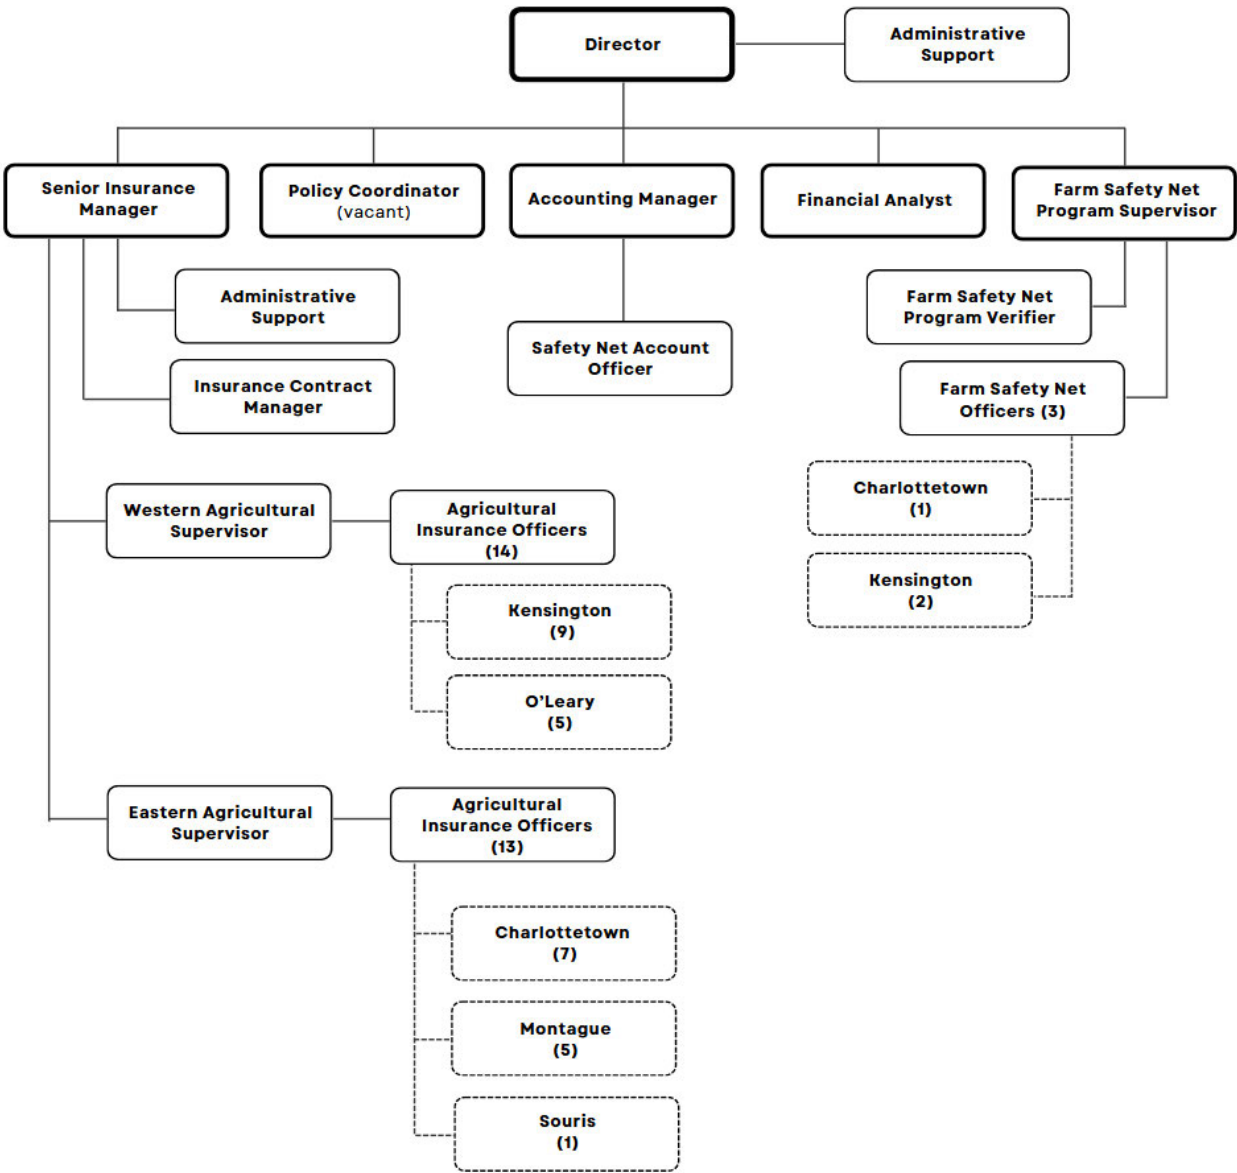 Director
Administrative
Support
Senior Insurance
Manager
Policy Coordinator
(vacant)
Accounting Manager
Financial Analyst
Farm Safety Net
Program Supervisor
Administrative
Support
Insurance Contract
Manager
Safety Net Account
Officer
Farm Safety Net
Program Verifier
Farm Safety Net
Officers (3)
Charlottetown
(1)
Kensington
(2)
Western Agricultural
Supervisor
Agricultural
Insurance Officers
(14)
Kensington
(9)
O'Leary
(5)
Eastern Agricultural
Supervisor
Agricultural
Insurance Officers
(13)
Charlottetown
(7)
Montague
(5)
Souris
(1)